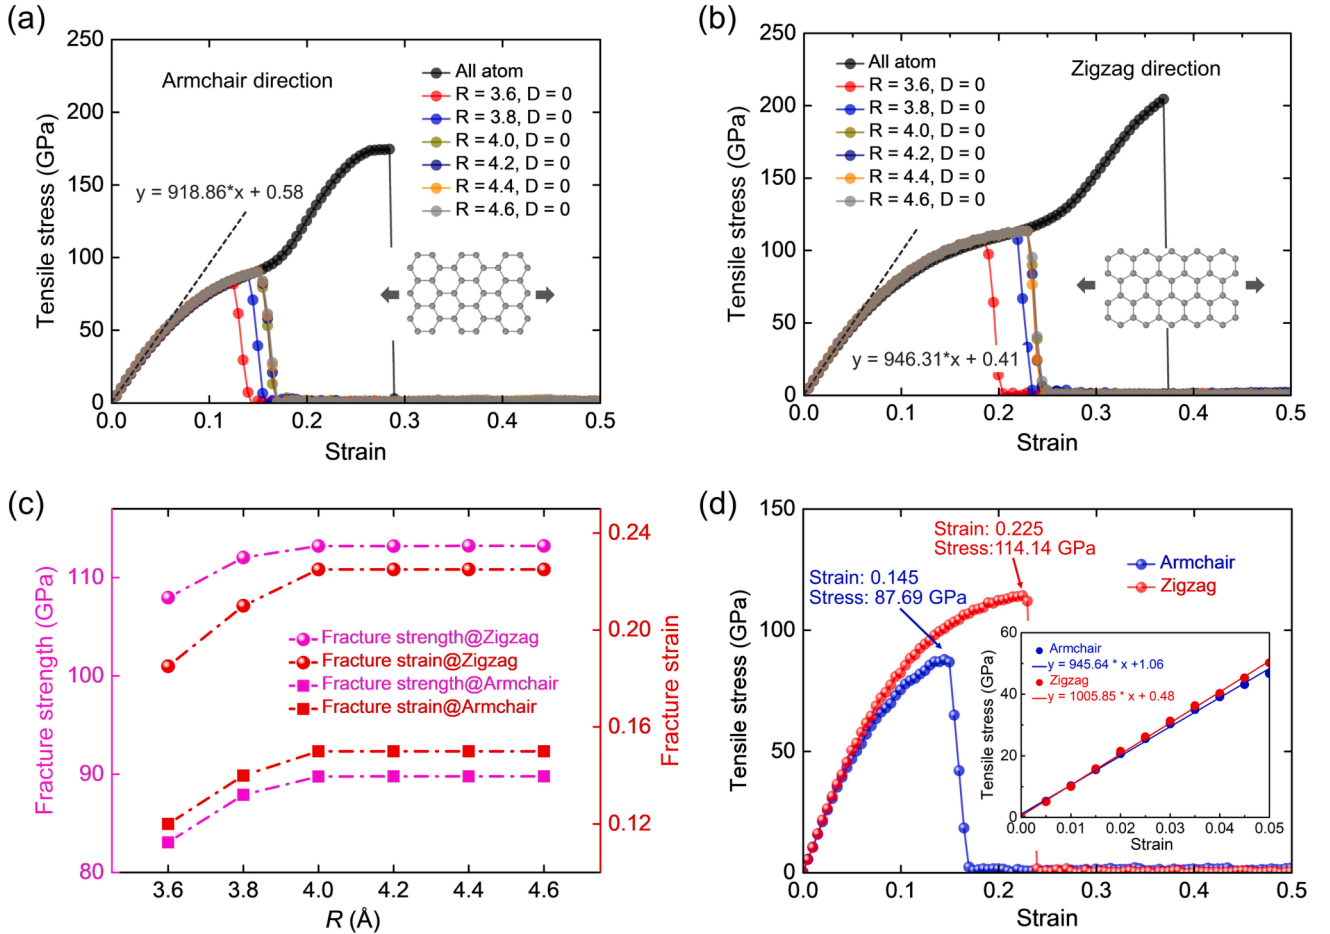 (a)
250
200
150
100
50
0
Tensile stress (GPa)
Armchair direction
All atom
R = 3.6, D = 0
R = 3.8, D = 0
R = 4.0, D = 0
R = 4.2, D = 0
R = 4.4, D = 0
R = 4.6, D = 0
y = 918.86*x + 0.58
0.0 0.1 0.2 0.3 0.4 0.5
Strain
(b)
250
200
150
100
50
0
Tensile stress (GPa)
Zigzag direction
All atom
R = 3.6, D = 0
R = 3.8, D = 0
R = 4.0, D = 0
R = 4.2, D = 0
R = 4.4, D = 0
R = 4.6, D = 0
y = 946.31*x + 0.41
0.0 0.1 0.2 0.3 0.4 0.5
Strain
(c)
110
100
90
80
Fracture strength (GPa)
Fracture strength@Zigzag
Fracture strain@Zigzag
Fracture strength@Armchair
Fracture strain@Armchair
0.24
0.20
0.16
0.12
Fracture strain
3.6 3.8 4.0 4.2 4.4 4.6
R (Å)
(d)
150
100
50
0
Tensile stress (GPa)
Strain: 0.225
Stress:114.14 GPa
Strain: 0.145
Stress: 87.69 GPa
Armchair
Zigzag
60
40
20
0
Tensile stress (GPa)
Armchair
y = 945.64 * x +1.06
Zigzag
y = 1005.85 * x + 0.48
0.00 0.01 0.02 0.03 0.04 0.05
Strain
0.0 0.1 0.2 0.3 0.4 0.5
Strain